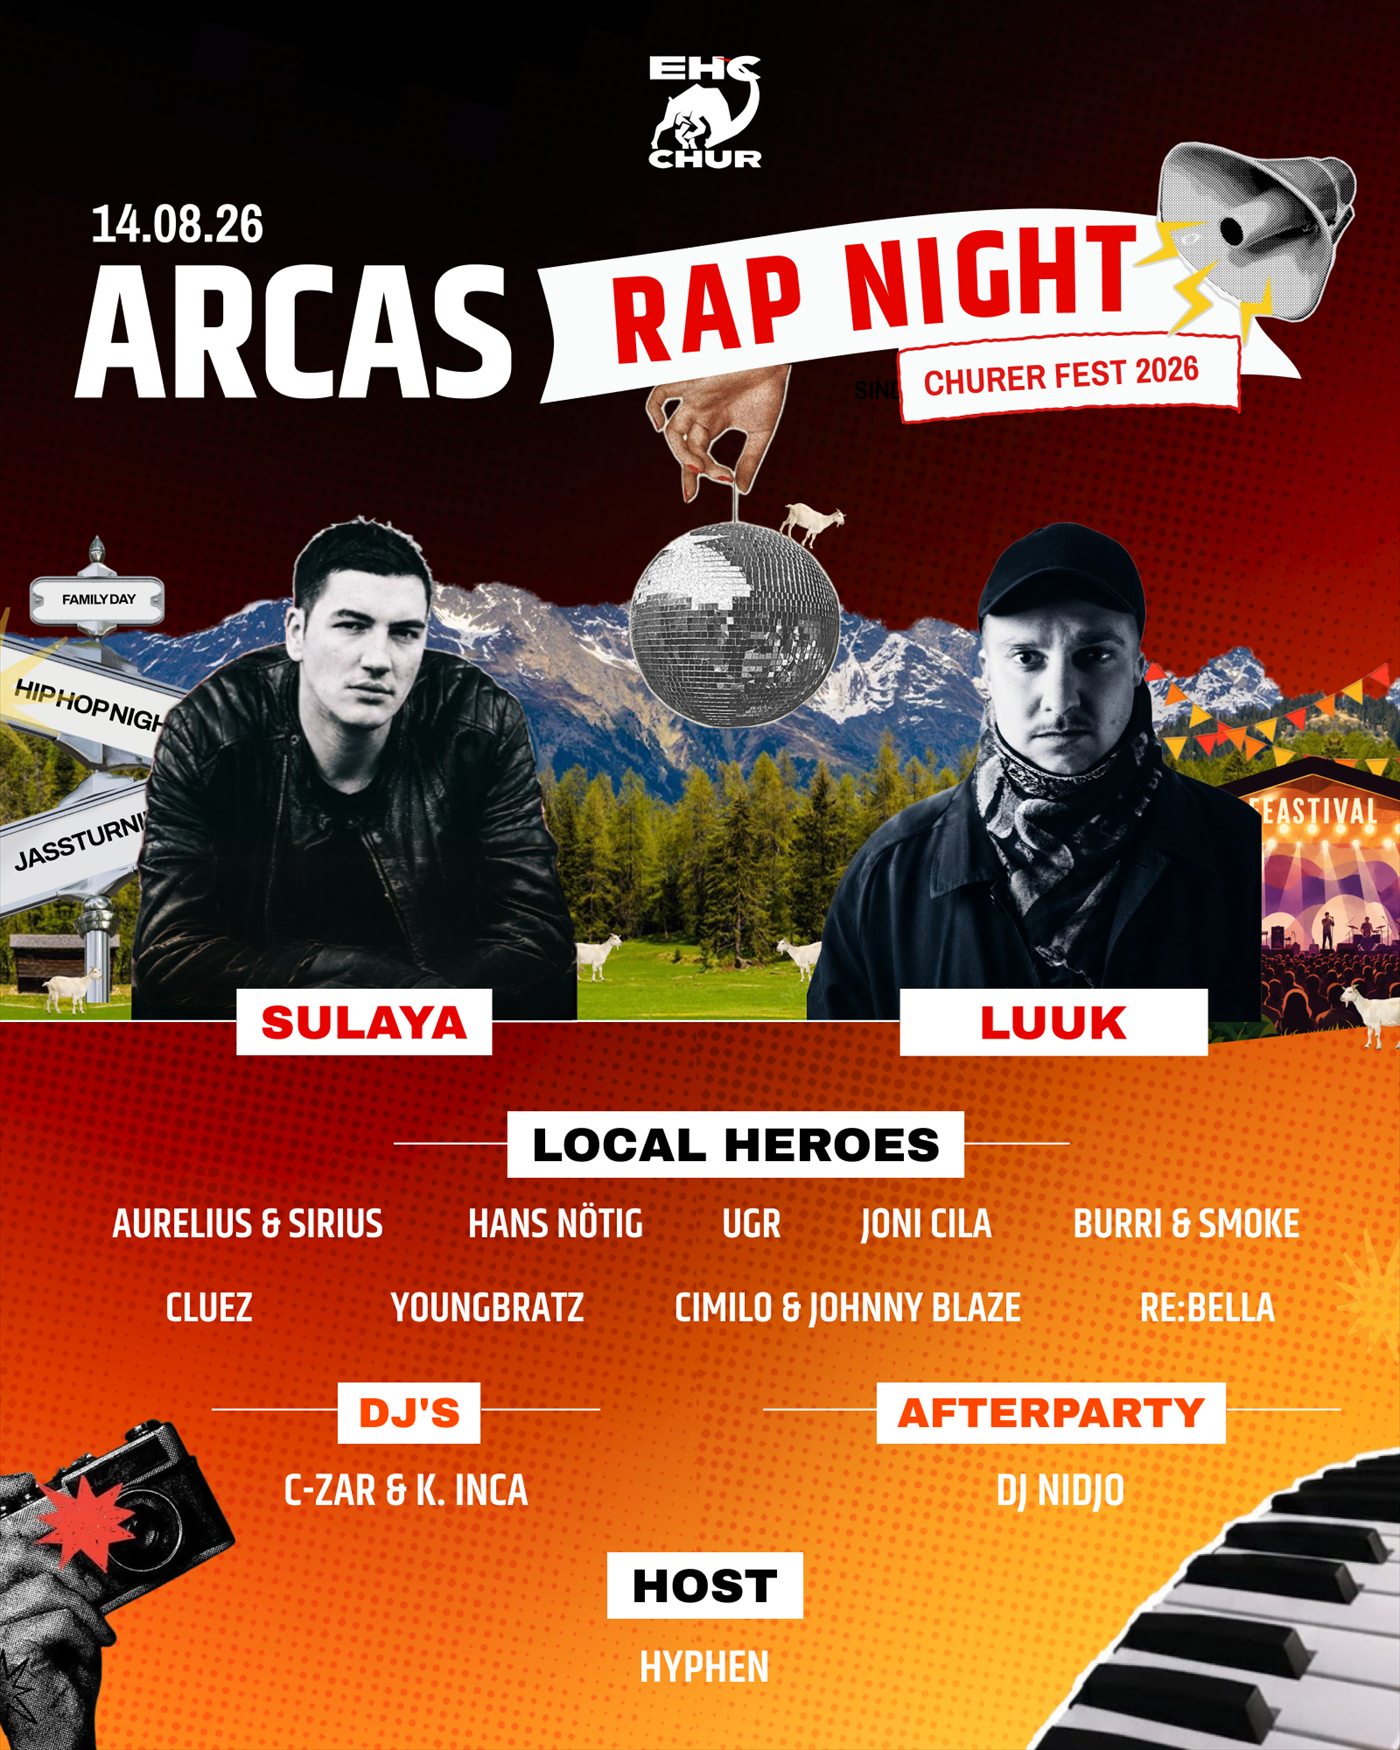 EHC
CHUR
14.08.26
ARCAS
RAP NIGHT
CHURER FEST 2026
FAMILY DAY
HIPHOPNIGH
JASSTURNI
FEASTIVAL
SULAYA
LUUK
LOCAL HEROES
AURELIUS & SIRIUS HANS NÖTIG UGR JONI CILA BURRI & SMOKE
CLUEZ YOUNGBRATZ CIMILO & JOHNNY BLAZE RE:BELLA
DJ'S
C-ZAR & K. INCA
AFTERPARTY
DJ NIDJO
HOST
HYPHEN